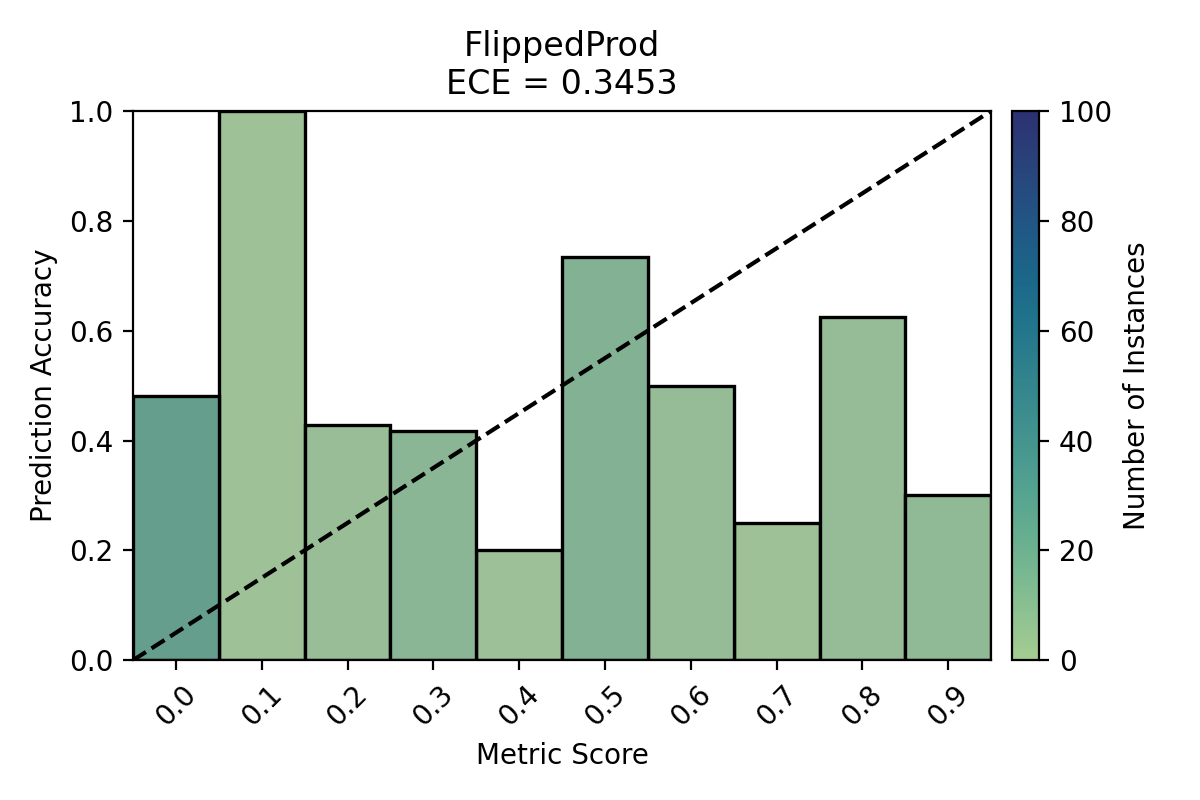 FlippedProd
ECE = 0.3453
1.0
0.8
0.6
0.4
0.2
0.0
Prediction Accuracy
0.0 0.1 0.2 0.3 0.4 0.5 0.6 0.7 0.8 0.9
Metric Score
100
80
60
40
20
0
Number of Instances